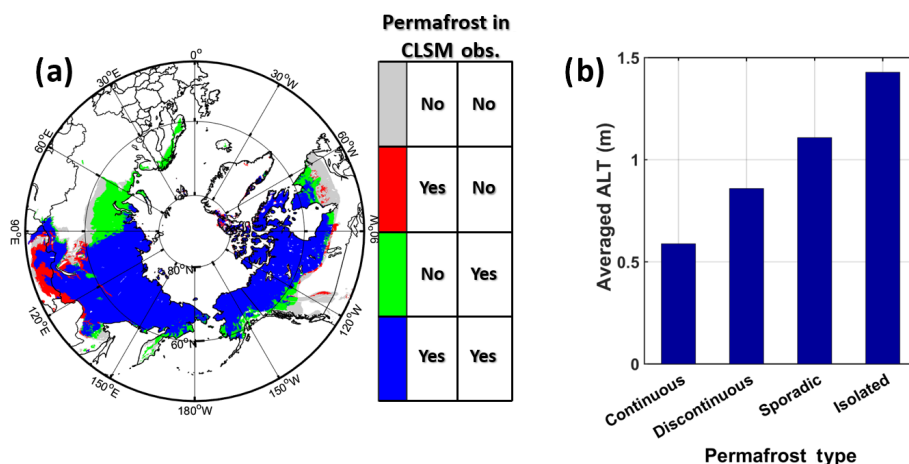 (a)
0°
30°E
30°W
60°W
90°E
90°W
80°N
120°E
120°W
60°N
150°E
150°W
180°W
Permafrost in
CLSM obs.
No No
Yes No
No Yes
Yes Yes
(b)
1.5
1
0.5
0
Averaged ALT (m)
Continuous
Discontinuous
Sporadic
Isolated
Permafrost type